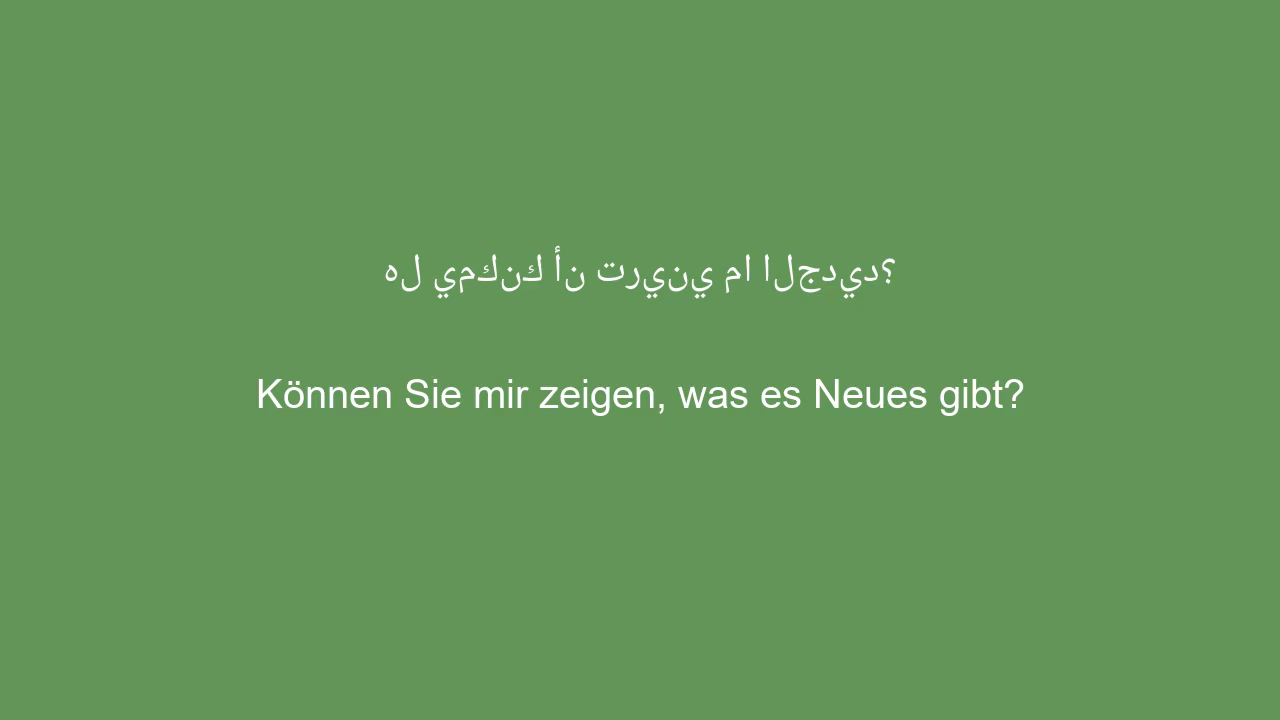 هل يمكنك أن تريني ما الجديد؟
Können Sie mir zeigen, was es Neues gibt?